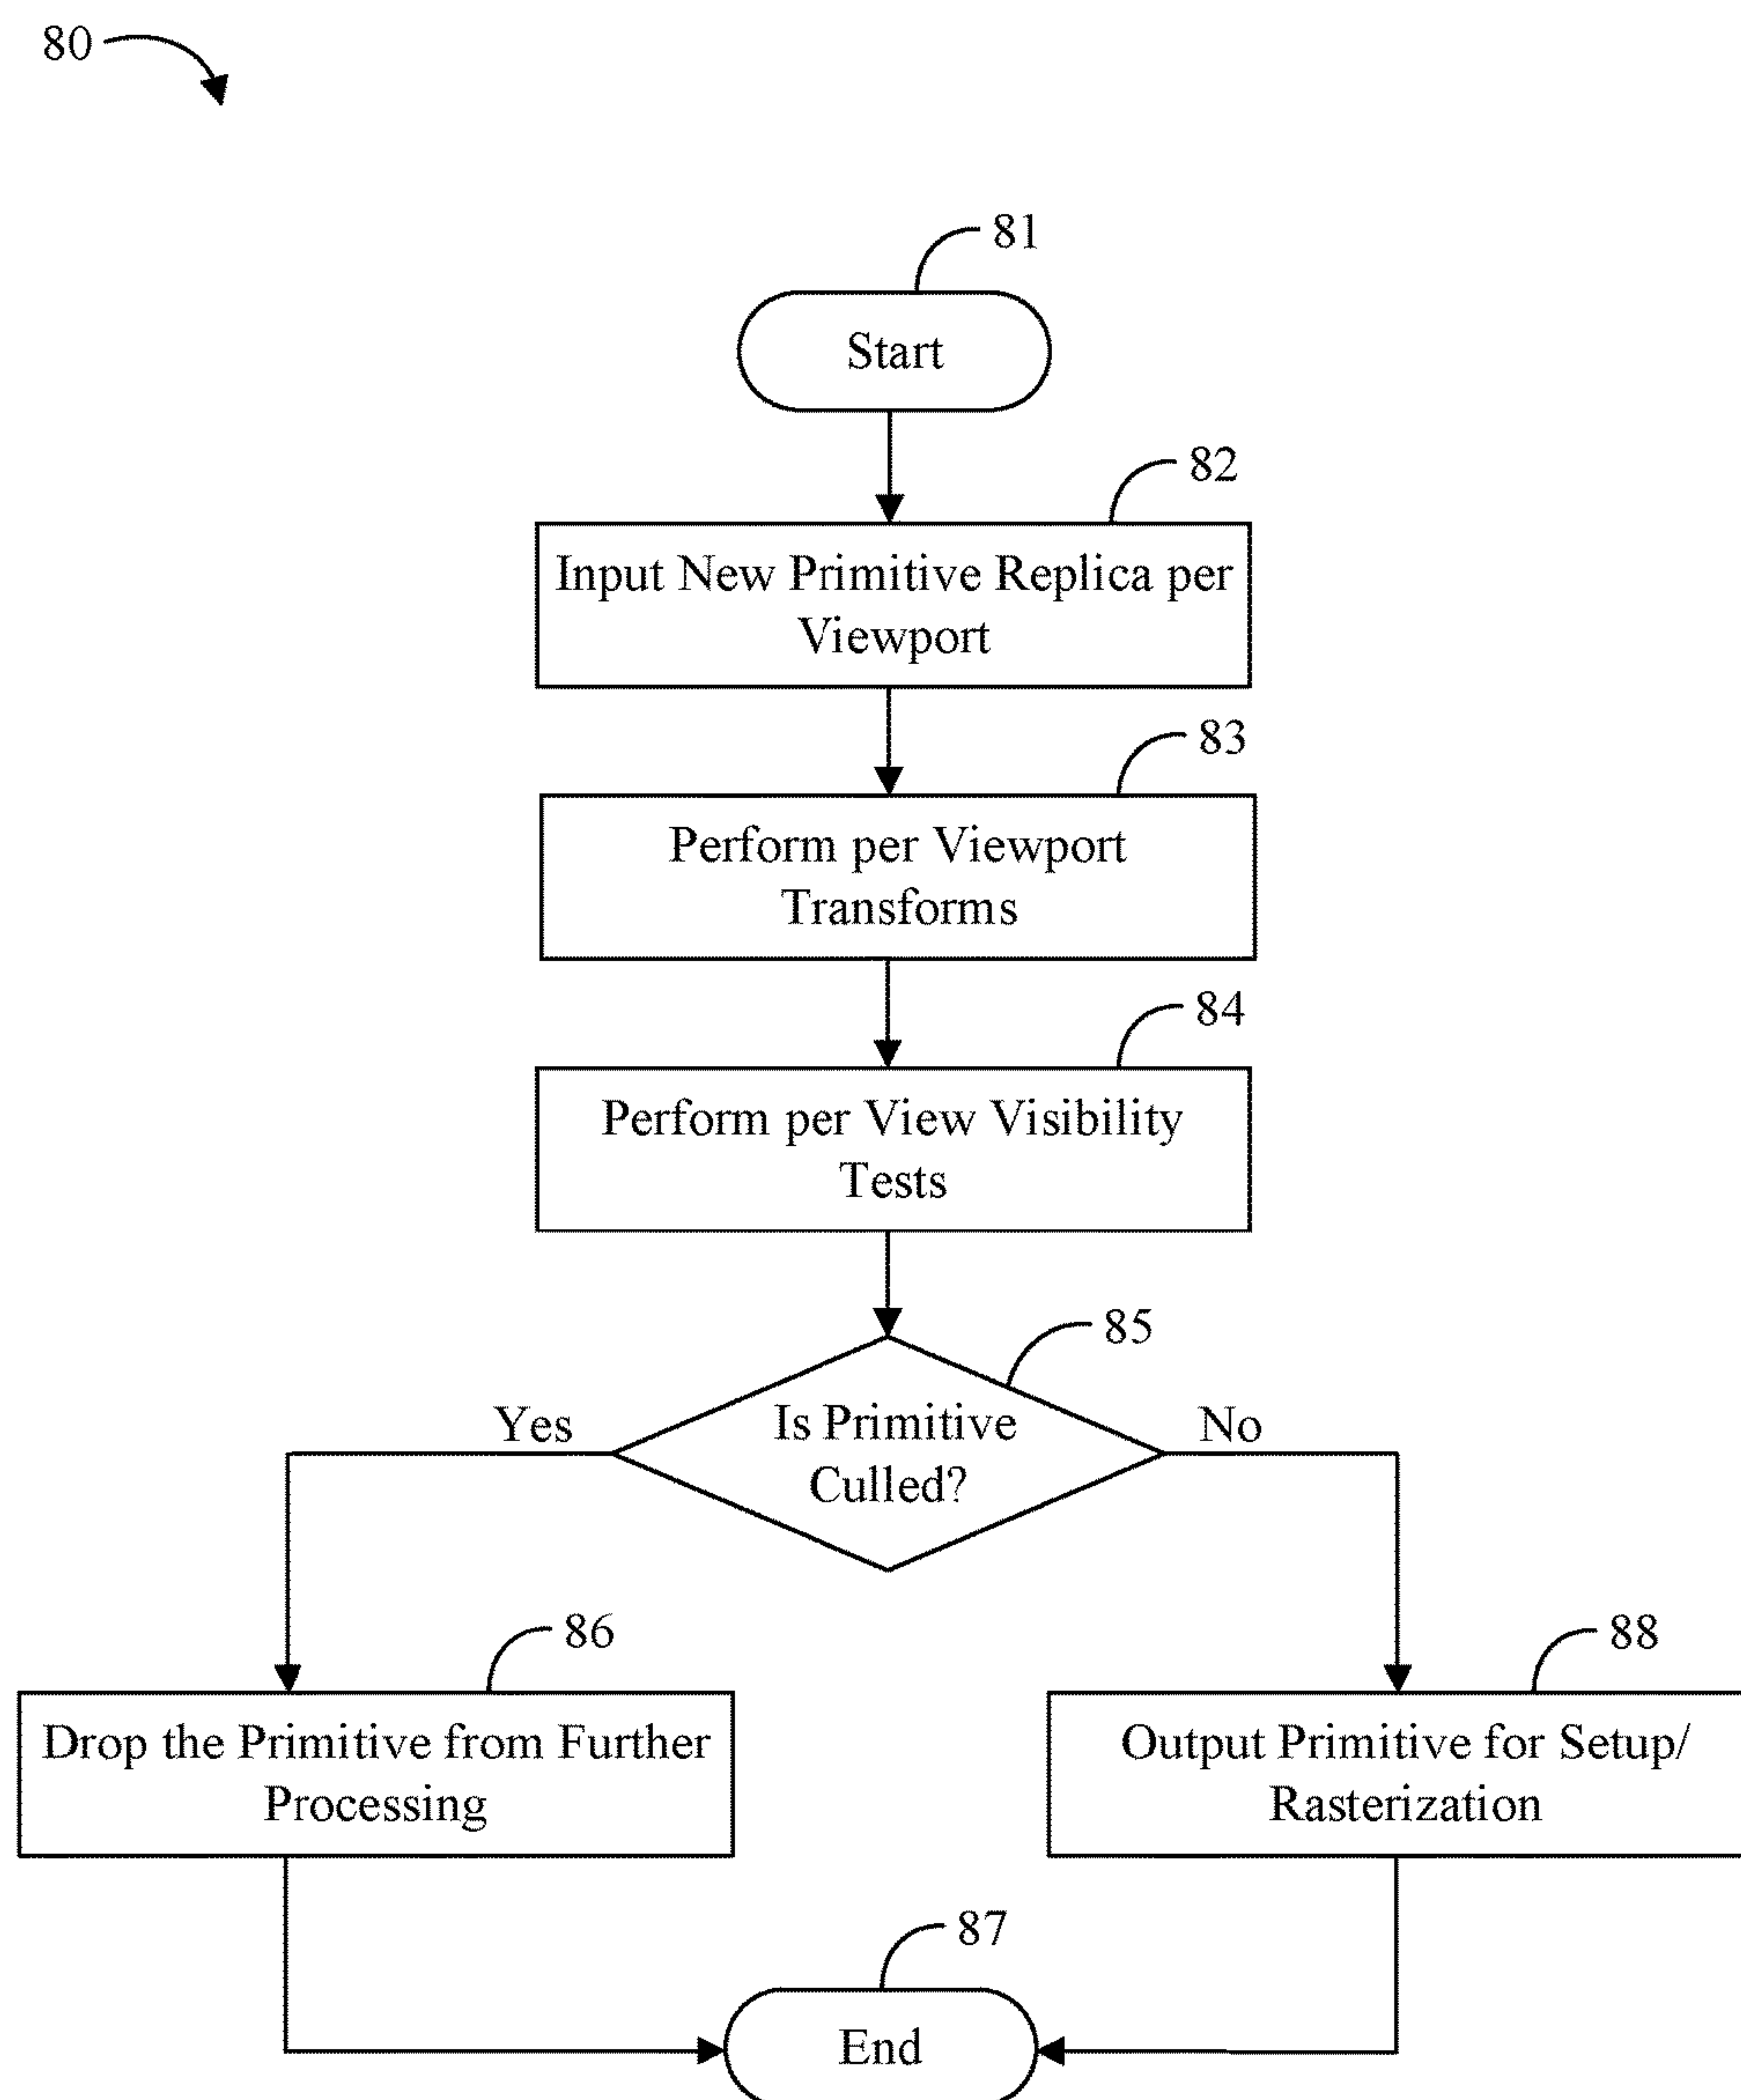 80
81
Start
82
Input New Primitive Replica per
Viewport
83
Perform per Viewport
Transforms
84
Perform per View Visibility
Tests
85
Is Primitive
Culled?
Yes
No
86
Drop the Primitive from Further
Processing
88
Output Primitive for Setup/
Rasterization
87
End